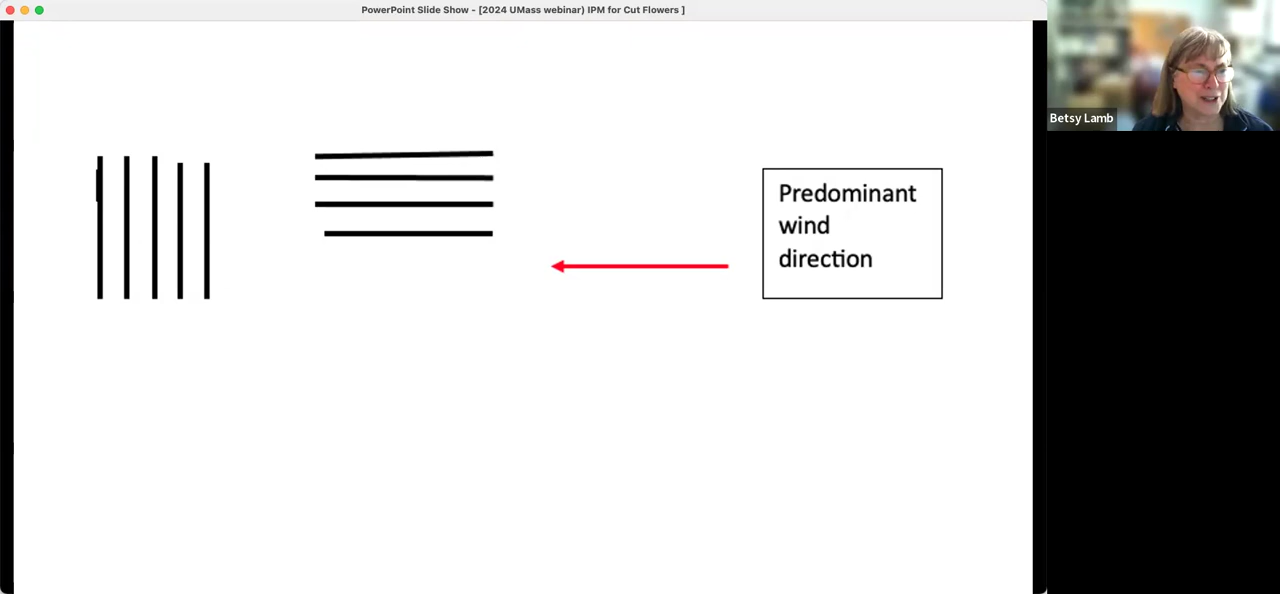 PowerPoint Slide Show - [2024 UMass webinar) IPM for Cut Flowers ]
Betsy Lamb
Predominant
wind
direction